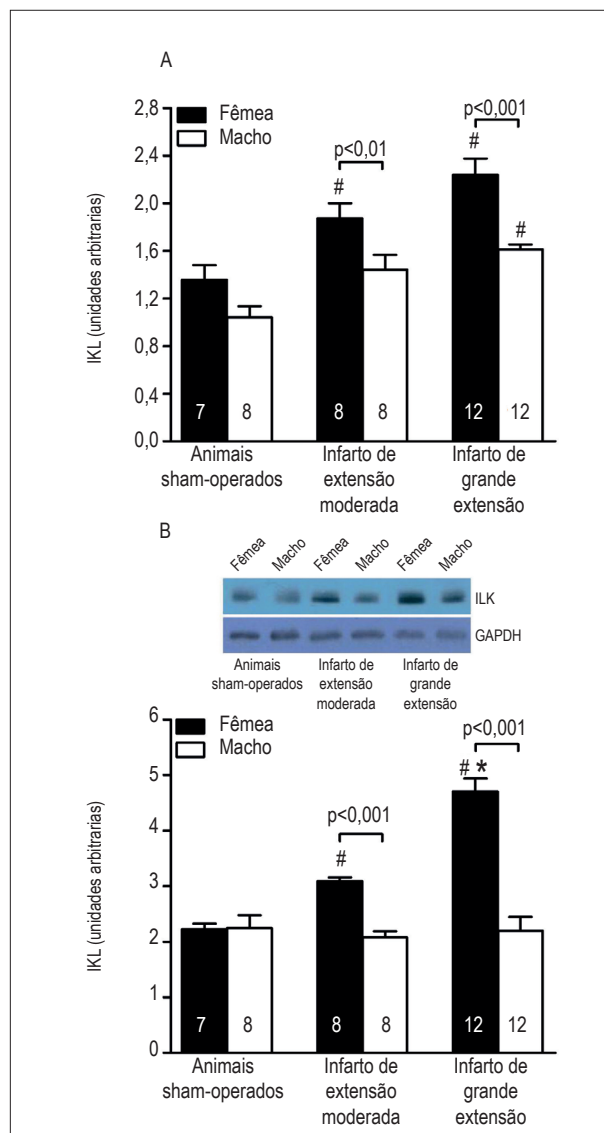 A
2,8
2,4
2,0
1,6
1,2
0,8
0,4
0,0
IKL (unidades arbitrarias)
Fêmea
Macho
p<0,01
p<0,001
#
#
#
7
8
8
8
12
12
Animais
sham-operados
Infarto de
extensão
moderada
Infarto de
grande
extensão
B
Fêmea
Macho
Fêmea
Macho
Fêmea
Macho
ILK
GAPDH
Animais
sham-operados
Infarto de
extensão
moderada
Infarto de
grande
extensão
6
5
4
3
2
1
0
IKL (unidades arbitrarias)
Fêmea
Macho
p<0,001
p<0,001
#
# *
7
8
8
8
12
12
Animais
sham-operados
Infarto de
extensão
moderada
Infarto de
grande
extensão